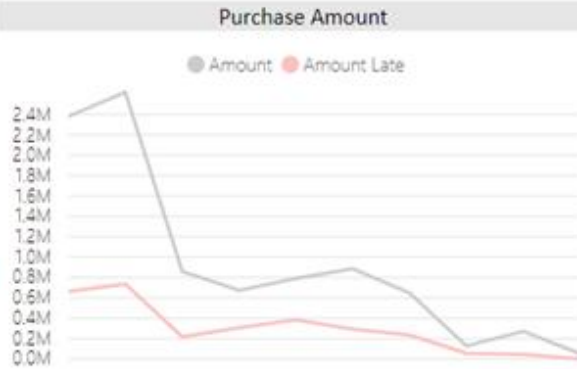 Purchase Amount
Amount Amount Late
2.4M
2.2M
2.0M
1.8M
1.6M
1.4M
1.2M
1.0M
0.8M
0.6M
0.4M
0.2M
0.0M